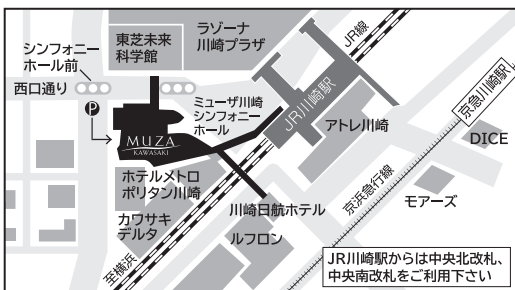 ラゾーナ
川崎プラザ
東芝未来
科学館
シンフォニー
ホール前
西口通り
P
MUZA
KAWASAKI
ミューザ川崎
シンフォニー
ホール
JR線
JR川崎駅
アトレ川崎
京急川崎駅
DICE
モアーズ
京浜急行線
ホテルメトロ
ポリタン川崎
カワサキ
デルタ
川崎日航ホテル
ルフロン
至横浜
JR川崎駅からは中央北改札、
中央南改札をご利用下さい